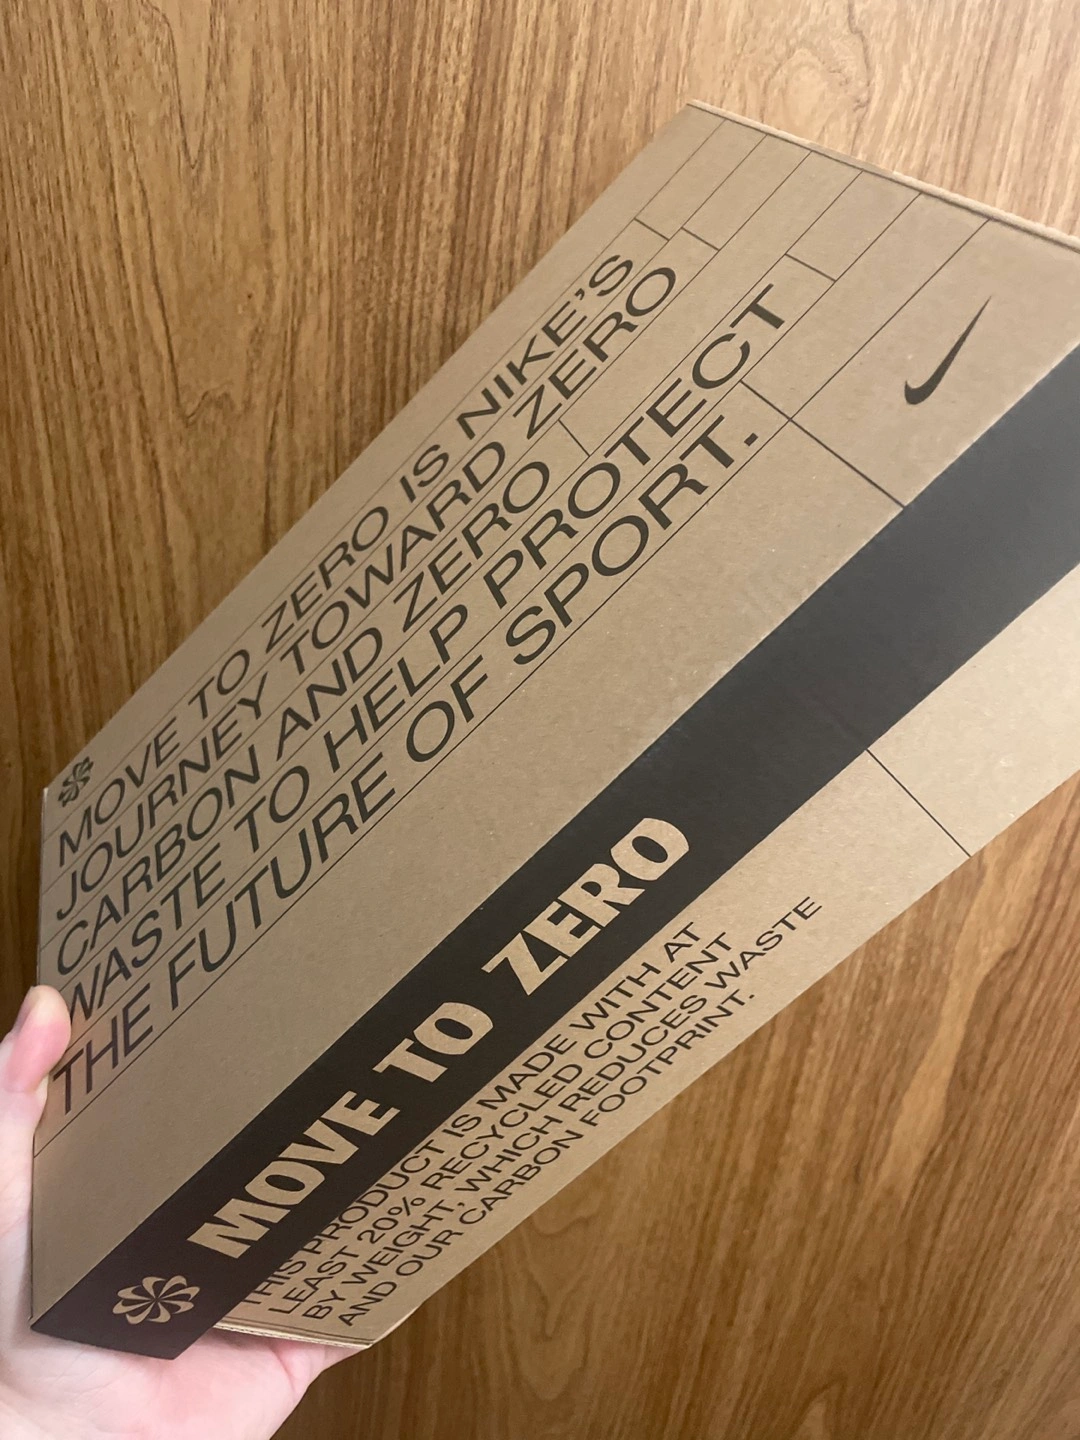 MOVE TO ZERO IS NIKE'S
JOURNEY TOWARD ZERO
CARBON AND ZERO
WASTE TO HELP PROTECT
THE FUTURE OF SPORT.
MOVE TO ZERO
THIS PRODUCT IS MADE WITH AT
LEAST 20% RECYCLED CONTENT
BY WEIGHT, WHICH REDUCES WASTE
AND OUR CARBON FOOTPRINT.